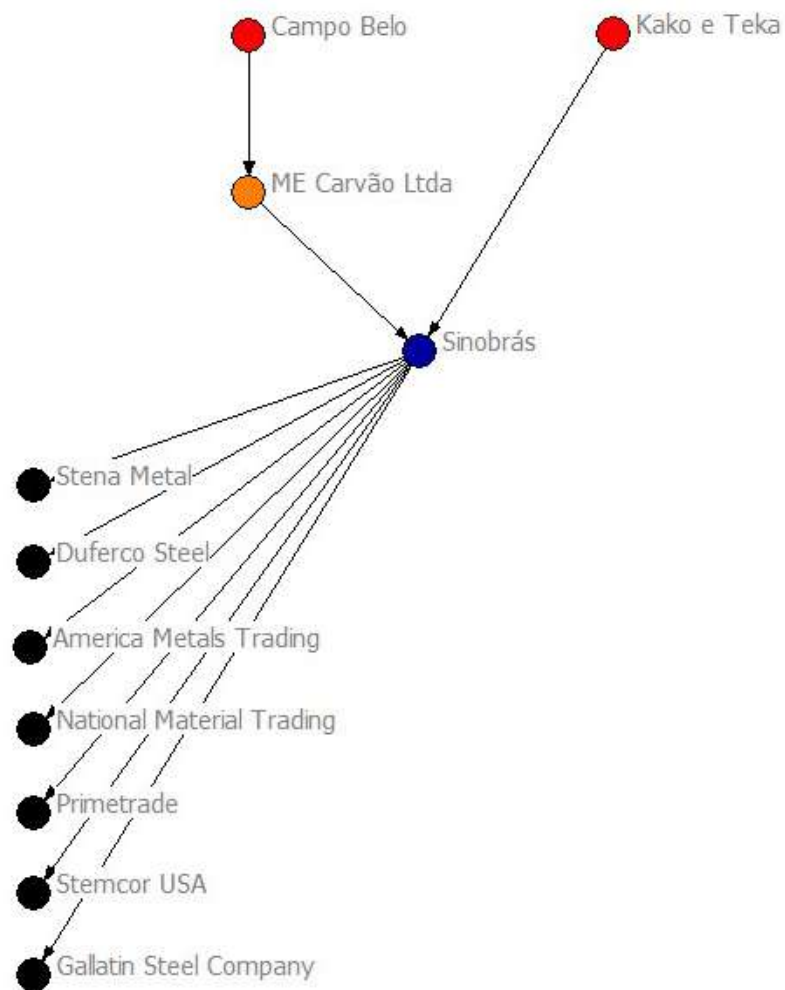 Campo Belo
Kako e Teka
ME Carvão Ltda
Sinobrás
Stena Metal
Duferco Steel
America Metals Trading
National Material Trading
Primetrade
Stemcor USA
Gallatin Steel Company